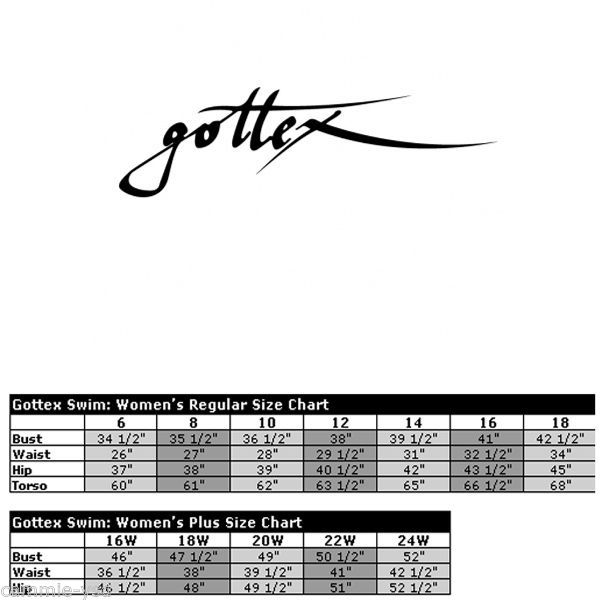 gottex
Gottex Swim: Women's Regular Size Chart
6 8 10 12 14 16 18
Bust 34 1/2" 35 1/2" 36 1/2" 38" 39 1/2" 41" 42 1/2"
Waist 26" 27" 28" 29 1/2" 31" 32 1/2" 34"
Hip 37" 38" 39" 40 1/2" 42" 43 1/2" 45"
Torso 60" 61" 62" 63 1/2" 65" 66 1/2" 68"
Gottex Swim: Women's Plus Size Chart
16W 18W 20W 22W 24W
Bust 46" 47 1/2" 49" 50 1/2" 52"
Waist 36 1/2" 38" 39 1/2" 41" 42 1/2"
Hip 46 1/2" 48" 49 1/2" 51" 52 1/2"